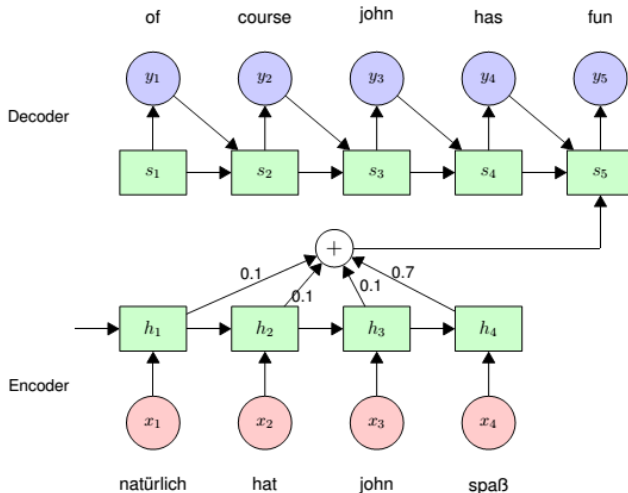 of course john has fun
y₁ y₂ y₃ y₄ y₅
Decoder
s₁ s₂ s₃ s₄ s₅
+
0.1 0.1 0.1 0.7
h₁ h₂ h₃ h₄
Encoder
x₁ x₂ x₃ x₄
natürlich hat john spaß